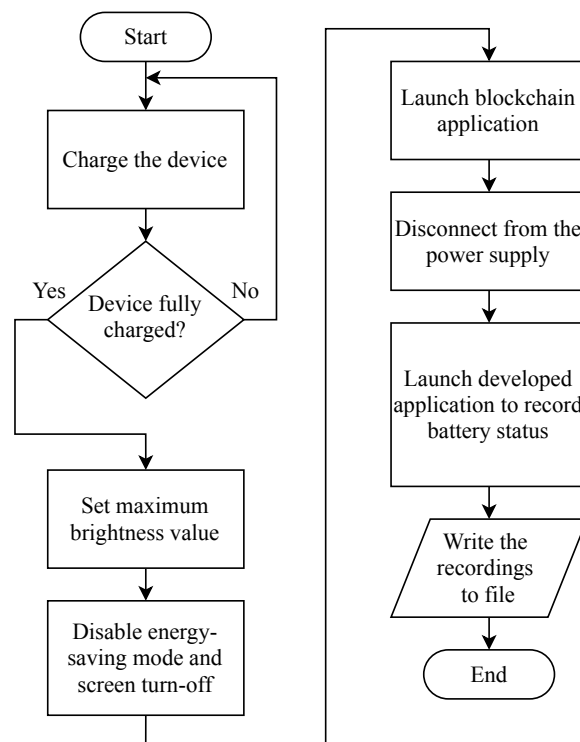 Start
Charge the device
Device fully
charged?
Yes
No
Set maximum
brightness value
Disable energy-
saving mode and
screen turn-off
Launch blockchain
application
Disconnect from the
power supply
Launch developed
application to record
battery status
Write the
recordings
to file
End